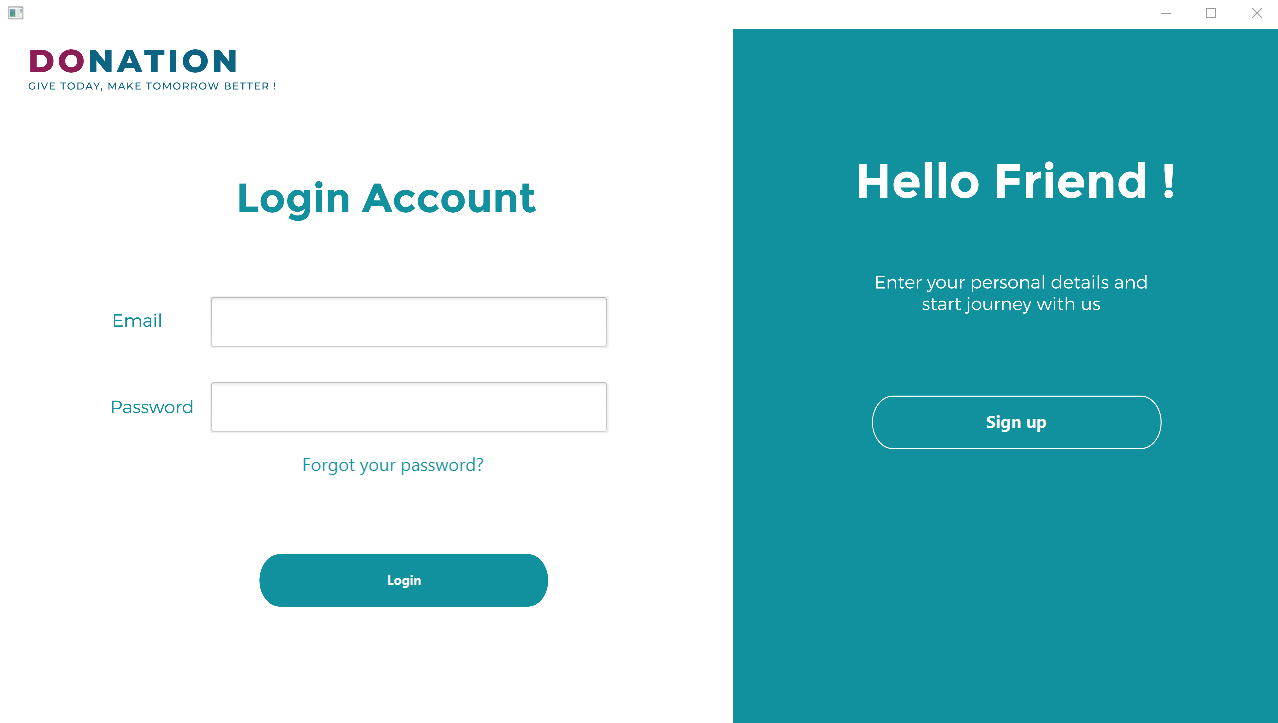 DONATION
GIVE TODAY, MAKE TOMORROW BETTER !
Login Account
Email
Password
Forgot your password?
Login
Hello Friend !
Enter your personal details and
start journey with us
Sign up